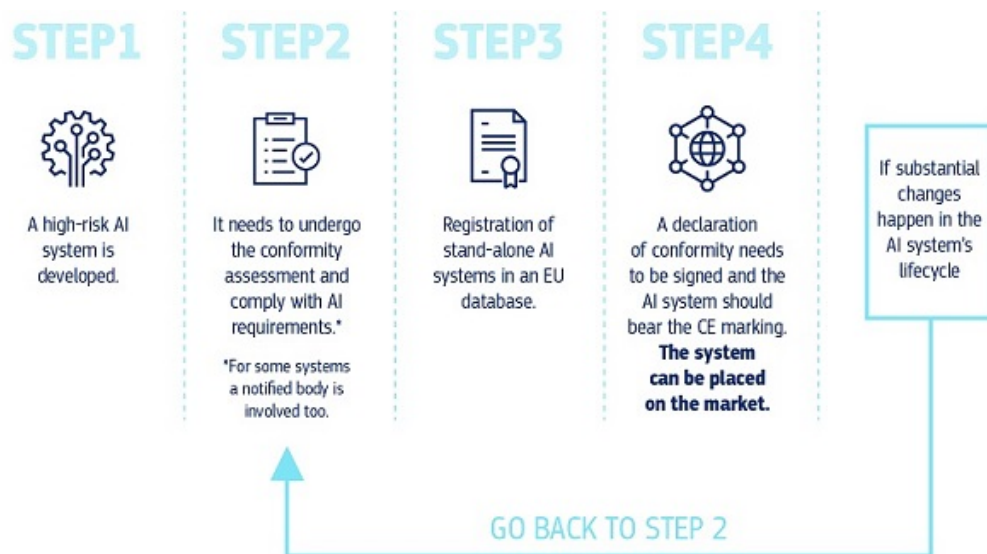 STEP1
A high-risk AI
system is
developed.
STEP2
It needs to undergo
the conformity
assessment and
comply with AI
requirements.*
*For some systems
a notified body is
involved too.
STEP3
Registration of
stand-alone AI
systems in an EU
database.
STEP4
A declaration
of conformity needs
to be signed and the
AI system should
bear the CE marking.
The system
can be placed
on the market.
If substantial
changes
happen in the
AI system's
lifecycle
GO BACK TO STEP 2